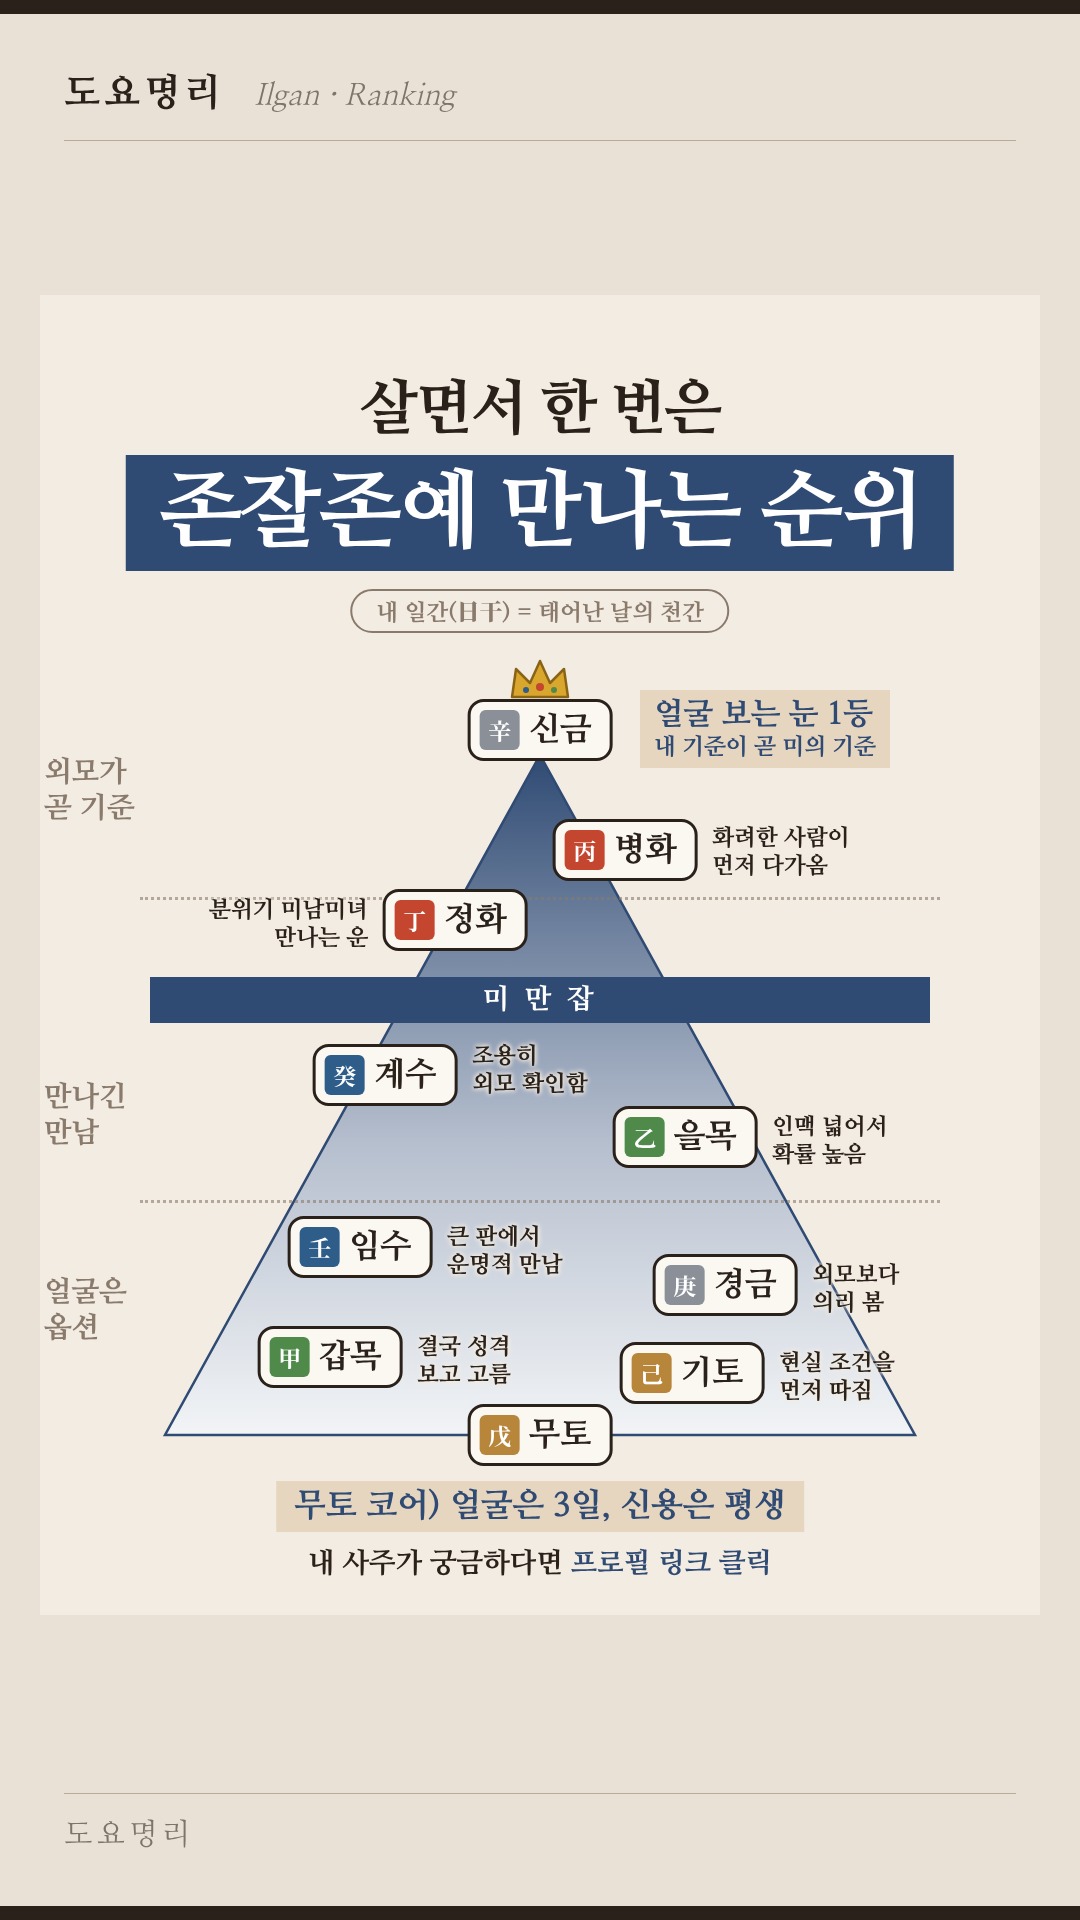 도요명리 Ilgan · Ranking
살면서 한 번은
존잘존예 만나는 순위
내 일간(日干) = 태어난 날의 천간
辛 신금
얼굴 보는 눈 1등
내 기준이 곧 미의 기준
외모가
곧 기준
丙 병화
화려한 사람이
먼저 다가옴
분위기 미남미녀
만나는 운
丁 정화
미만잡
癸 계수
조용히
외모 확인함
만나긴
만남
乙 을목
인맥 넓어서
확률 높음
壬 임수
큰 판에서
운명적 만남
庚 경금
외모보다
의리 봄
얼굴은
옵션
甲 갑목
결국 성격
보고 고름
己 기토
현실 조건을
먼저 따짐
戊 무토
무토 코어) 얼굴은 3일, 신용은 평생
내 사주가 궁금하다면 프로필 링크 클릭
도요명리